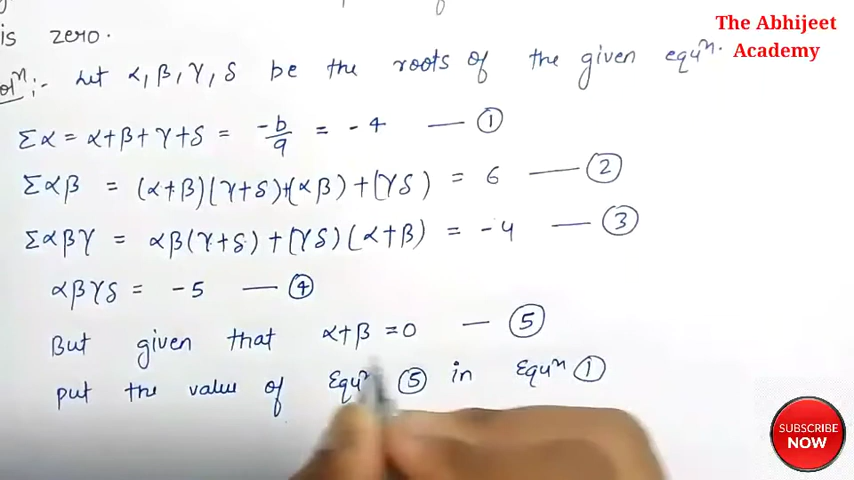 The Abhijeet
Academy
is zero.
Solⁿ:- Let α, β, γ, δ be the roots of the given equⁿ.
Σα = α+β+γ+δ = -b/a = -4 — ①
Σαβ = (α+β)(γ+δ)+(αβ)+(γδ) = 6 — ②
Σαβγ = αβ(γ+δ)+(γδ)(α+β) = -4 — ③
αβγδ = -5 — ④
But given that α+β=0 — ⑤
put the value of Equⁿ ⑤ in Equⁿ ①
SUBSCRIBE
NOW